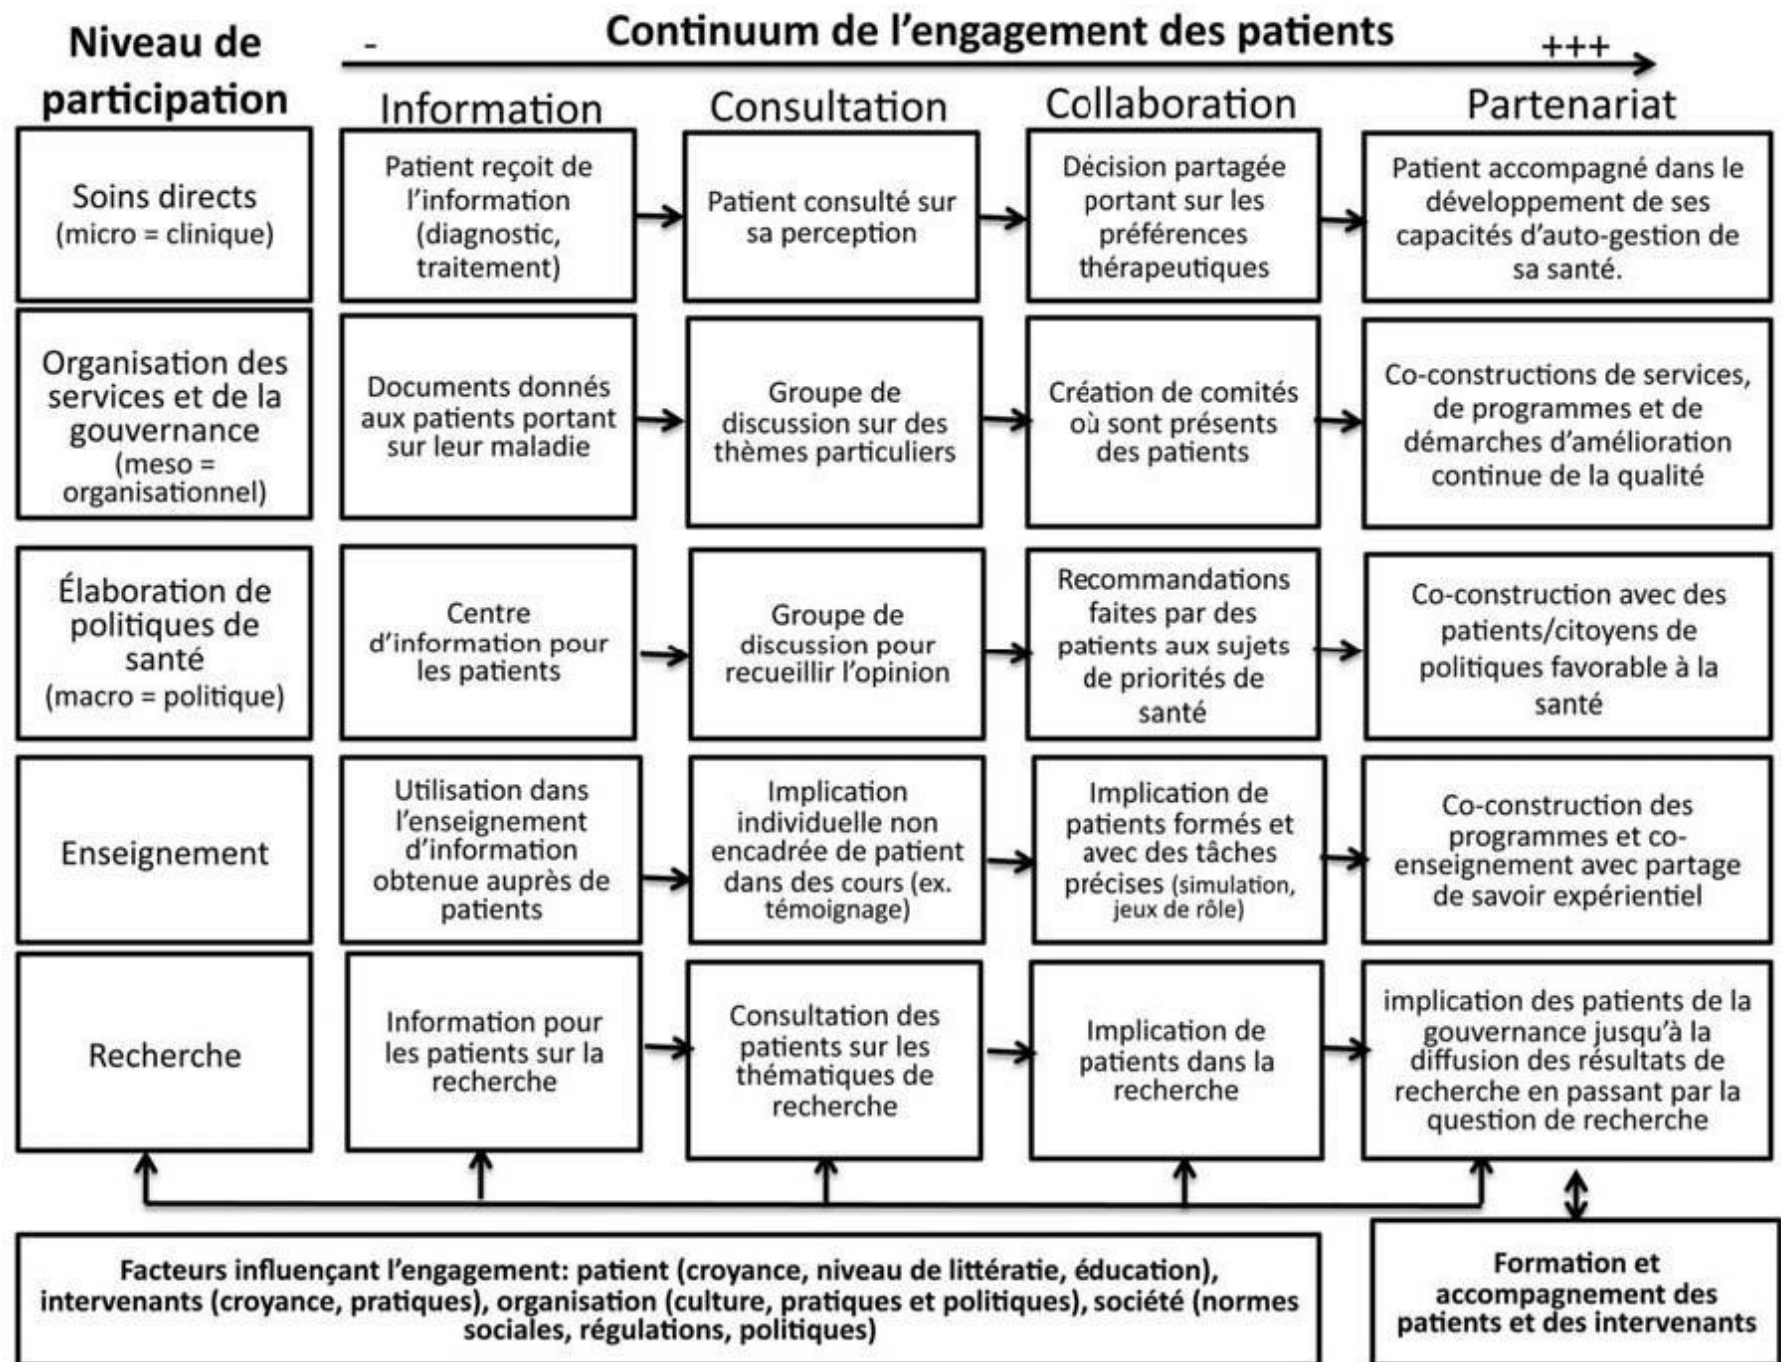 Niveau de
participation
Continuum de l'engagement des patients
-
+++
Information
Consultation
Collaboration
Partenariat
Soins directs
(micro = clinique)
Patient reçoit de
l'information
(diagnostic,
traitement)
Patient consulté sur
sa perception
Décision partagée
portant sur les
préférences
thérapeutiques
Patient accompagné dans le
développement de ses
capacités d'auto-gestion de
sa santé.
Organisation des
services et de la
gouvernance
(meso =
organisationnel)
Documents donnés
aux patients portant
sur leur maladie
Groupe de
discussion sur des
thèmes particuliers
Création de comités
où sont présents
des patients
Co-constructions de services,
de programmes et de
démarches d'amélioration
continue de la qualité
Élaboration de
politiques de
santé
(macro = politique)
Centre
d'information pour
les patients
Groupe de
discussion pour
recueillir l'opinion
Recommandations
faites par des
patients aux sujets
de priorités de
santé
Co-construction avec des
patients/citoyens de
politiques favorable à la
santé
Enseignement
Utilisation dans
l'enseignement
d'information
obtenue auprès de
patients
Implication
individuelle non
encadrée de patient
dans des cours (ex.
témoignage)
Implication de
patients formés et
avec des tâches
précises (simulation,
jeux de rôle)
Co-construction des
programmes et co-
enseignement avec partage
de savoir expérientiel
Recherche
Information pour
les patients sur la
recherche
Consultation des
patients sur les
thématiques de
recherche
Implication de
patients dans la
recherche
implication des patients de la
gouvernance jusqu'à la
diffusion des résultats de
recherche en passant par la
question de recherche
Facteurs influençant l'engagement: patient (croyance, niveau de littératie, éducation),
intervenants (croyance, pratiques), organisation (culture, pratiques et politiques), société (normes
sociales, régulations, politiques)
Formation et
accompagnement des
patients et des intervenants